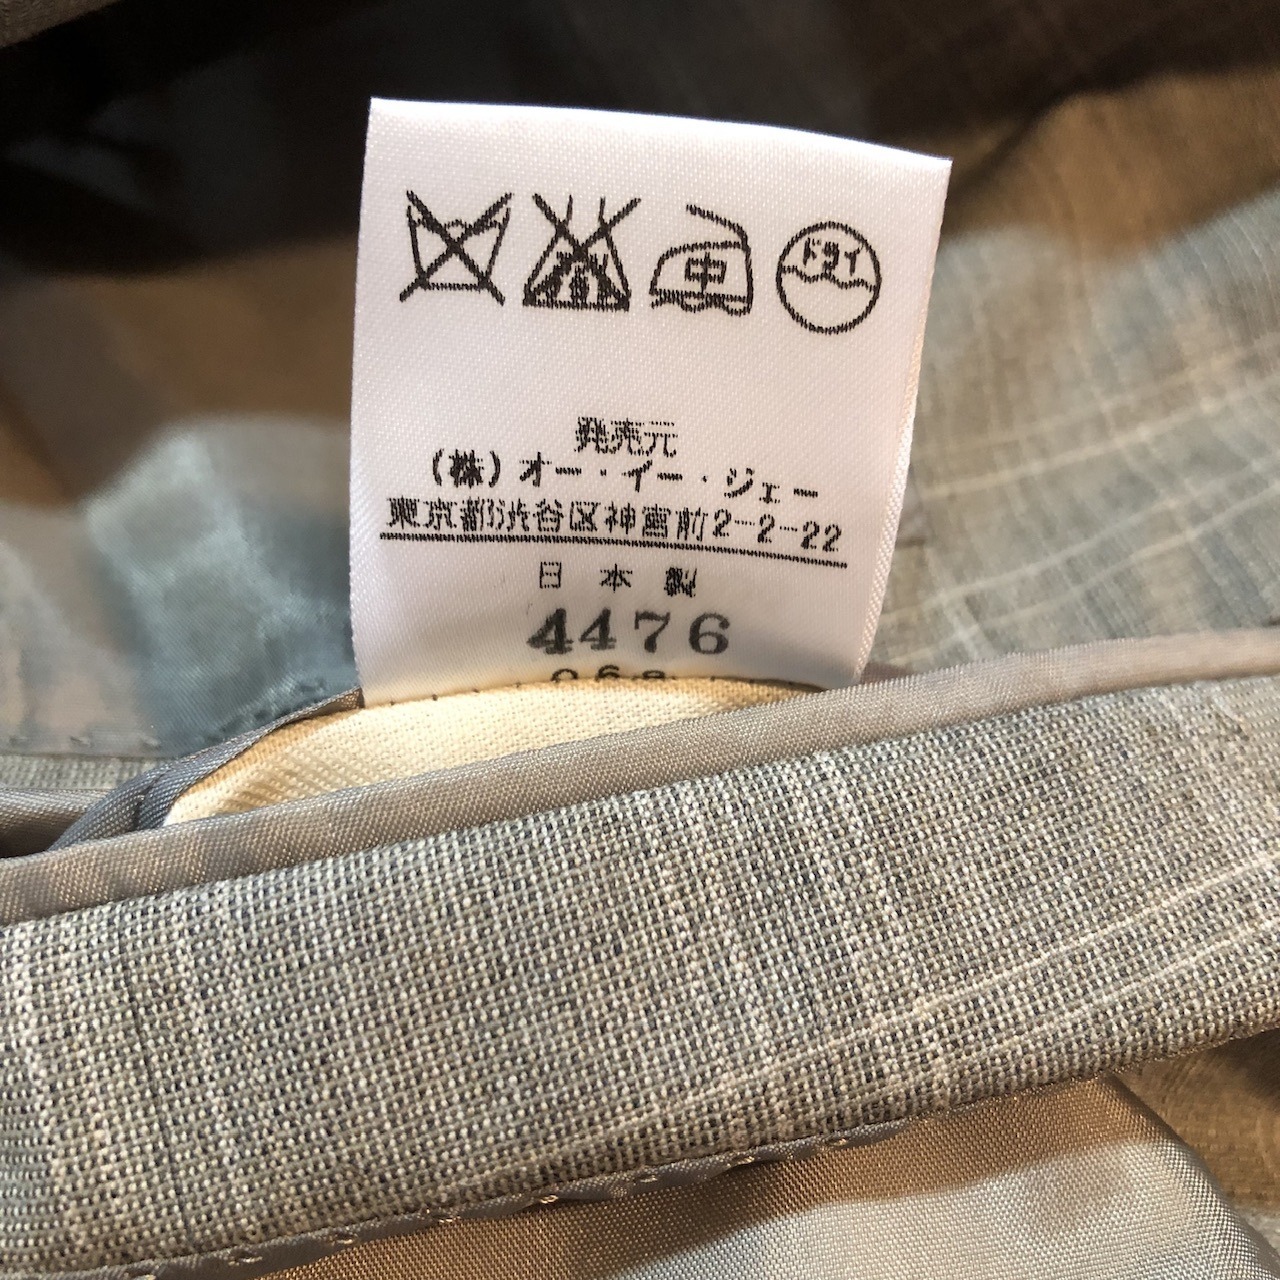 中 ドライ
発売元
(株)オー・イー・ジェー
東京都渋谷区神宮前2-2-22
日本製
4476